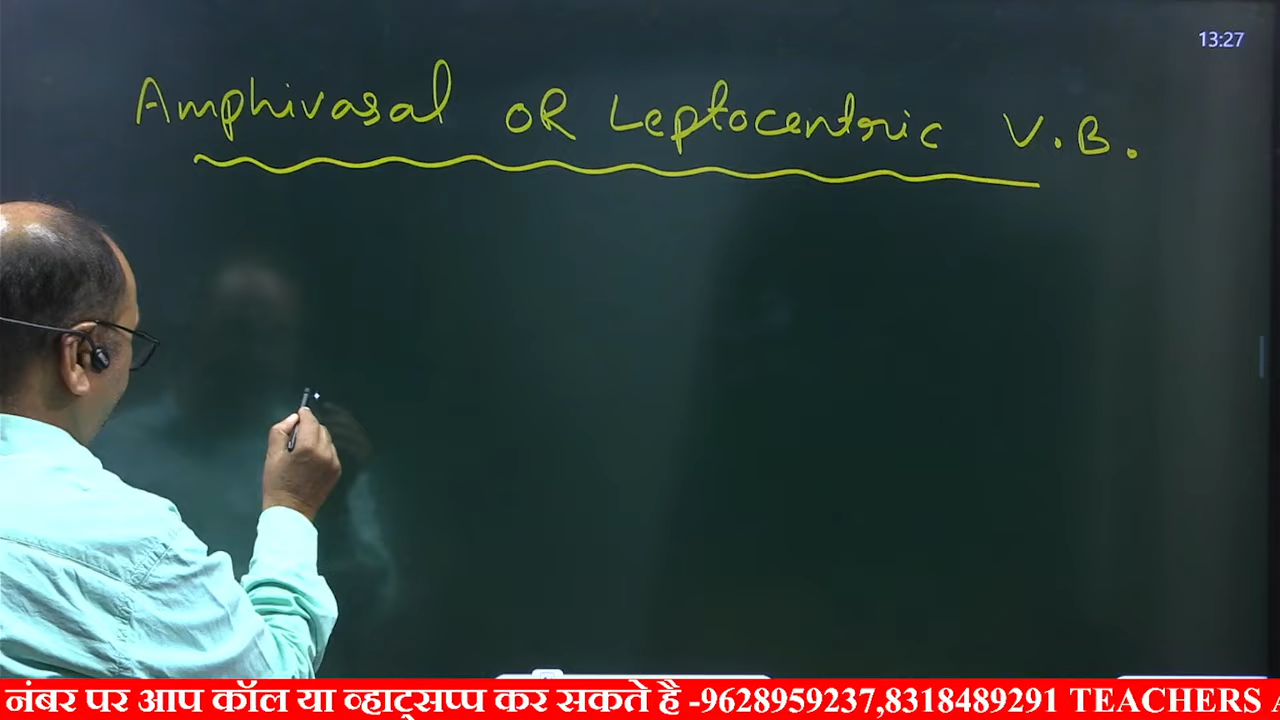 13:27
Amphivasal OR Leptocentric V.B.
नंबर पर आप कॉल या व्हाट्सप्प कर सकते है -9628959237,8318489291 TEACHERS A